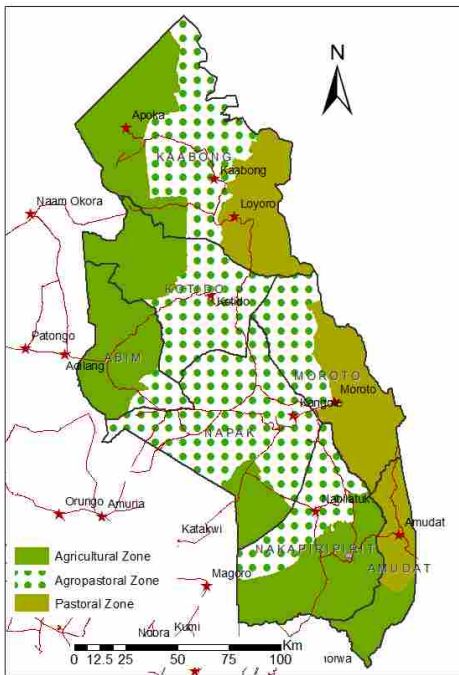 N
Apoka
KAABONG
Kaabong
Naam Okora
Loyoro
KOTIDO
Kotido
Patongo
Adilang
ABIM
MOROTO
Moroto
Kangole
NAPAK
Orungo
Amuria
Nabilatuk
Katakwi
Amudat
NAKAPIRIPIRIT
AMUDAT
Agricultural Zone
Agropastoral Zone
Pastoral Zone
Magoro
Kumi
Km
0 12.5 25 50 75 100